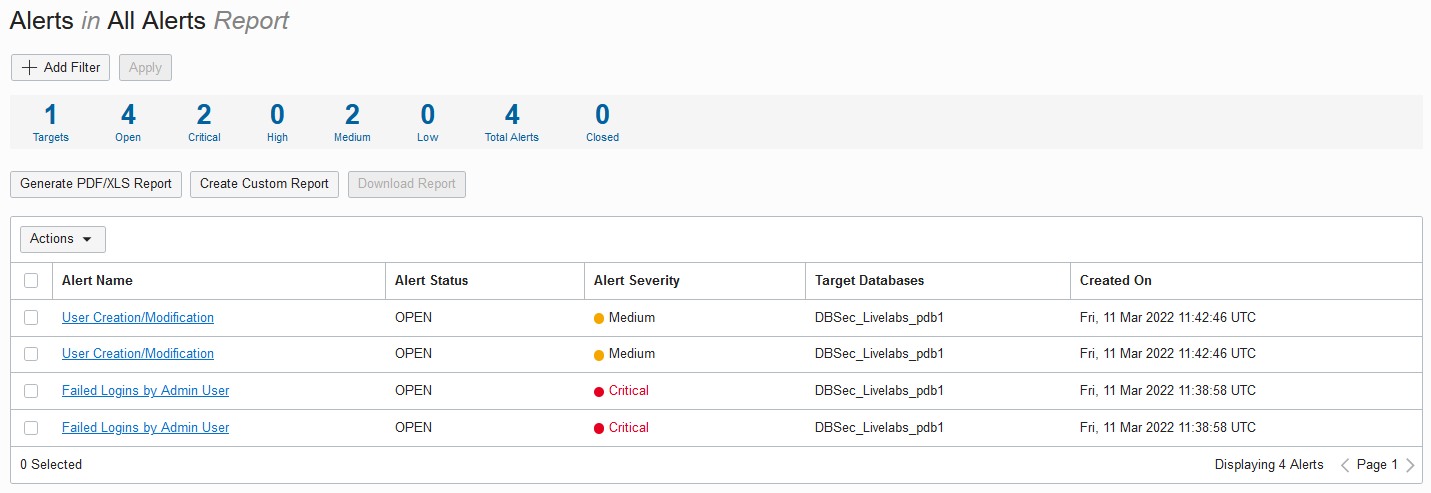 Alerts in All Alerts Report
Add Filter Apply
1 4 2 0 2 0 4 0
Targets Open Critical High Medium Low Total Alerts Closed
Generate PDF/XLS Report Create Custom Report Download Report
Actions
Alert Name Alert Status Alert Severity Target Databases Created On
User Creation/Modification OPEN Medium DBSec_Livelabs_pdb1 Fri, 11 Mar 2022 11:42:46 UTC
User Creation/Modification OPEN Medium DBSec_Livelabs_pdb1 Fri, 11 Mar 2022 11:42:46 UTC
Failed Logins by Admin User OPEN Critical DBSec_Livelabs_pdb1 Fri, 11 Mar 2022 11:38:58 UTC
Failed Logins by Admin User OPEN Critical DBSec_Livelabs_pdb1 Fri, 11 Mar 2022 11:38:58 UTC
0 Selected Displaying 4 Alerts Page 1